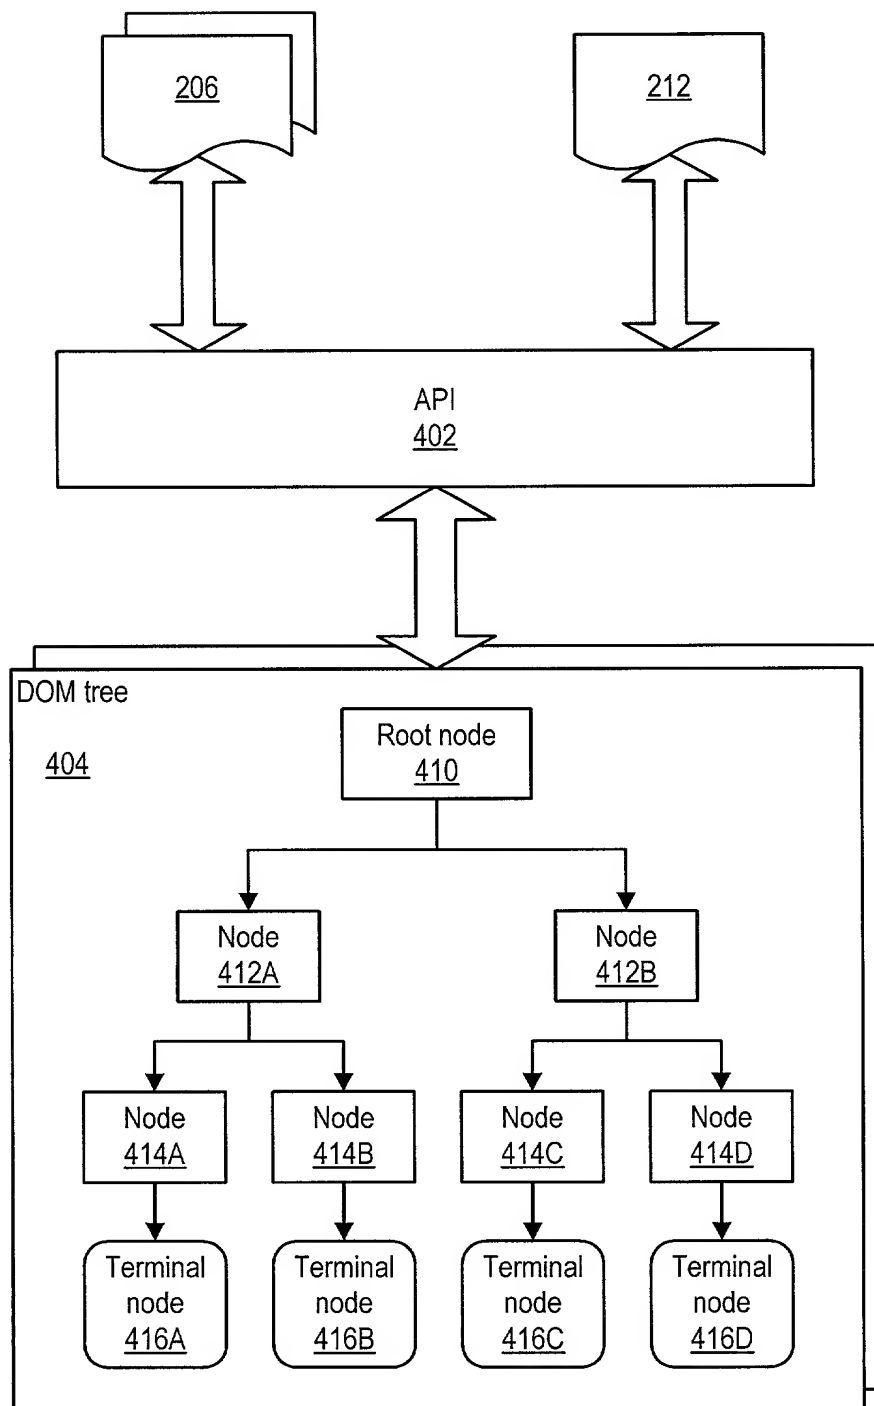 206
212
API
402
DOM tree
404
Root node
410
Node
412A
Node
412B
Node
414A
Node
414B
Node
414C
Node
414D
Terminal
node
416A
Terminal
node
416B
Terminal
node
416C
Terminal
node
416D